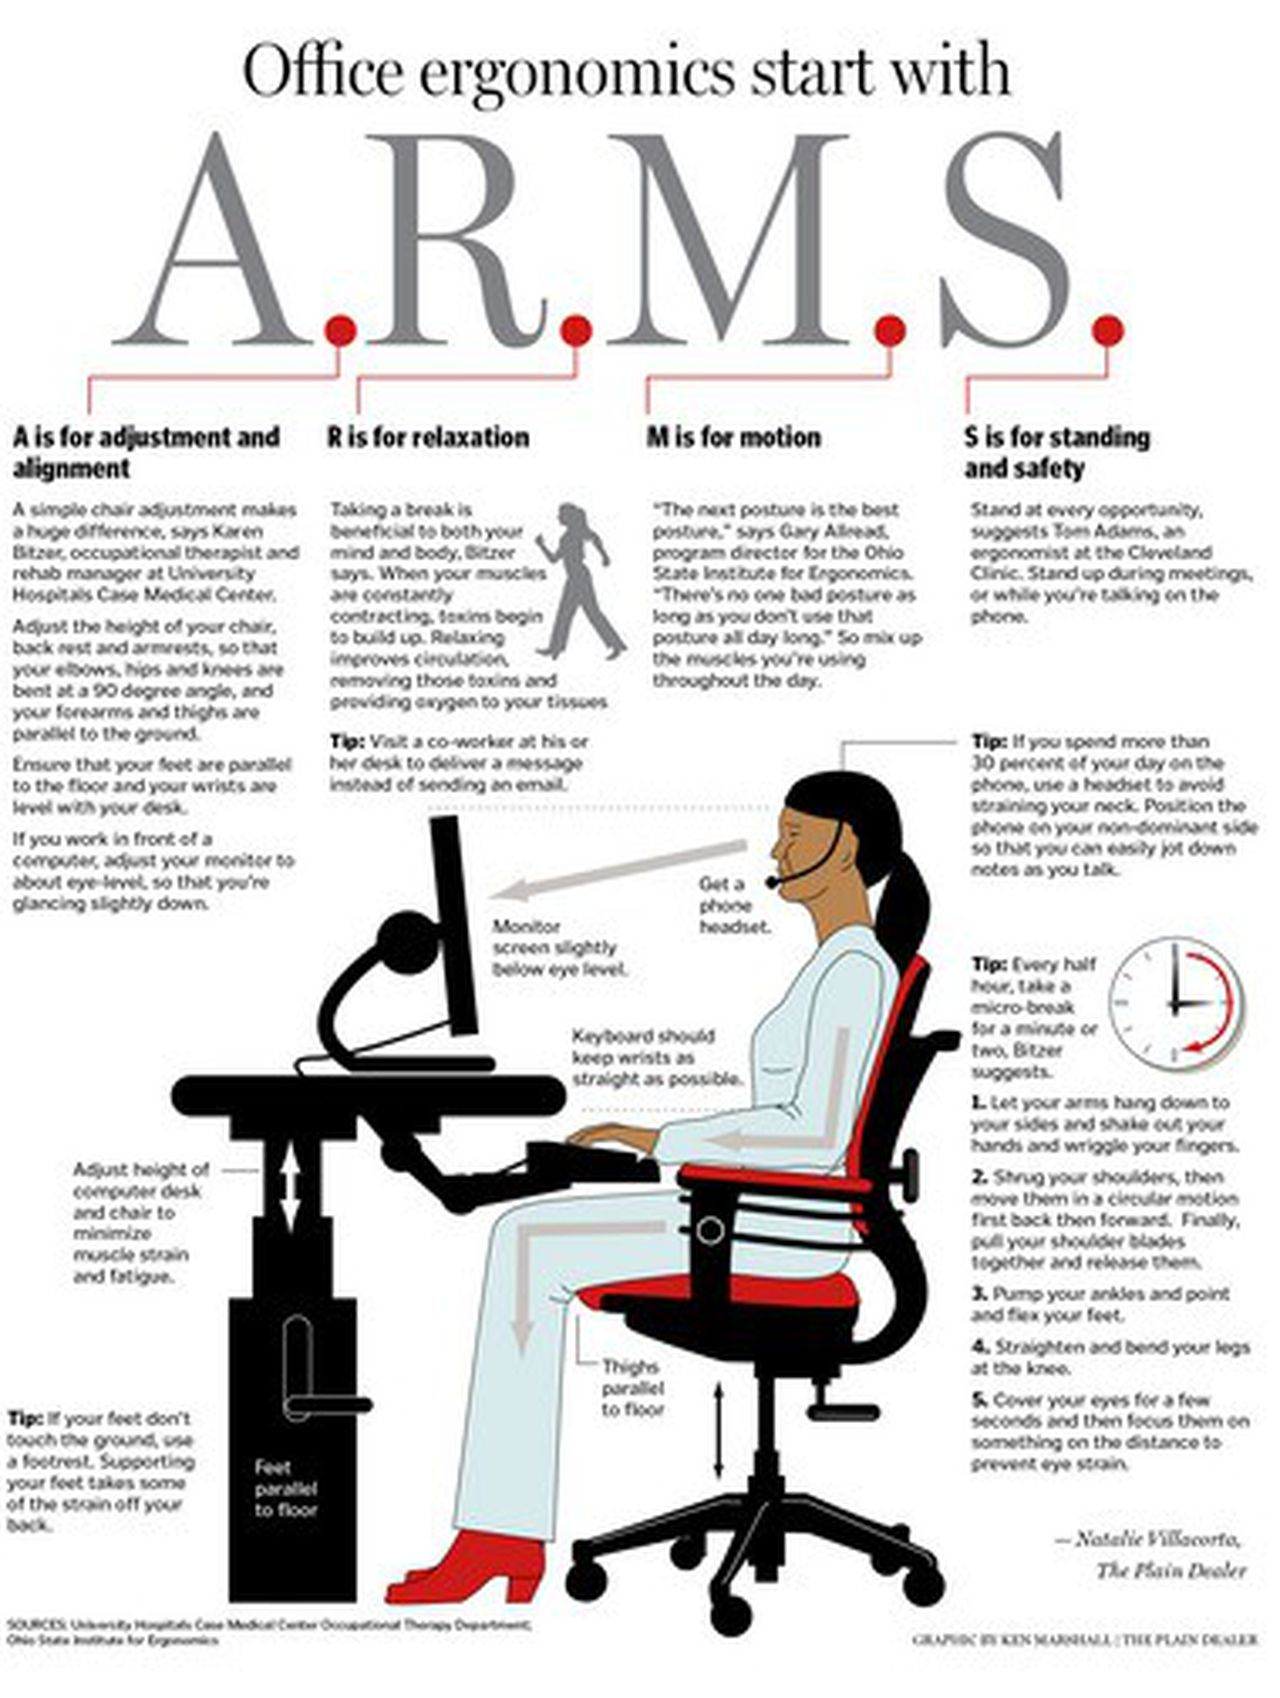 Office ergonomics start with
A.R.M.S.
A is for adjustment and
alignment
A simple chair adjustment makes
a huge difference, says Karen
Bitzer, occupational therapist and
rehab manager at University
Hospitals Case Medical Center.
Adjust the height of your chair,
back rest and armrests, so that
your elbows, hips and knees are
bent at a 90 degree angle, and
your forearms and thighs are
parallel to the ground.
Ensure that your feet are parallel
to the floor and your wrists are
level with your desk.
If you work in front of a
computer, adjust your monitor to
about eye-level, so that you're
glancing slightly down.
R is for relaxation
Taking a break is
beneficial to both your
mind and body, Bitzer
says. When your muscles
are constantly
contracting, toxins begin
to build up. Relaxing
improves circulation,
removing those toxins and
providing oxygen to your tissues
Tip: Visit a co-worker at his or
her desk to deliver a message
instead of sending an email.
M is for motion
"The next posture is the best
posture," says Gary Allread,
program director for the Ohio
State Institute for Ergonomics.
"There's no one bad posture as
long as you don't use that
posture all day long." So mix up
the muscles you're using
throughout the day.
S is for standing
and safety
Stand at every opportunity,
suggests Tom Adams, an
ergonomist at the Cleveland
Clinic. Stand up during meetings,
or while you're talking on the
phone.
Tip: If you spend more than
30 percent of your day on the
phone, use a headset to avoid
straining your neck. Position the
phone on your non-dominant side
so that you can easily jot down
notes as you talk.
Get a
phone
headset.
Monitor
screen slightly
below eye level.
Keyboard should
keep wrists as
straight as possible.
Adjust height of
computer desk
and chair to
minimize
muscle strain
and fatigue.
Thighs
parallel
to floor
Feet
parallel
to floor
Tip: If your feet don't
touch the ground, use
a footrest. Supporting
your feet takes some
of the strain off your
back.
Tip: Every half
hour, take a
micro-break
for a minute or
two, Bitzer
suggests.
1. Let your arms hang down to
your sides and shake out your
hands and wriggle your fingers.
2. Shrug your shoulders, then
move them in a circular motion
first back then forward. Finally,
pull your shoulder blades
together and release them.
3. Pump your ankles and point
and flex your feet.
4. Straighten and bend your legs
at the knee.
5. Cover your eyes for a few
seconds and then focus them on
something on the distance to
prevent eye strain.
— Natalie Villacorta,
The Plain Dealer
SOURCES: University Hospitals Case Medical Center Occupational Therapy Department;
Ohio State Institute for Ergonomics
GRAPHIC BY KEN MARSHALL | THE PLAIN DEALER